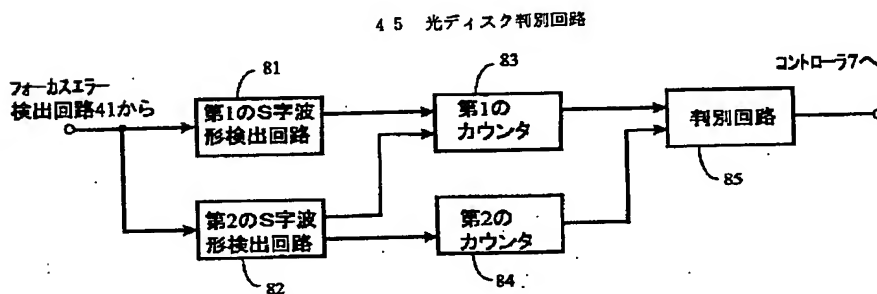 45 光ディスク判別回路
フォーカスエラー
検出回路41から
81
第1のS字波
形検出回路
83
第1の
カウンタ
コントローラ7へ
判別回路
85
第2のS字波
形検出回路
82
第2の
カウンタ
84